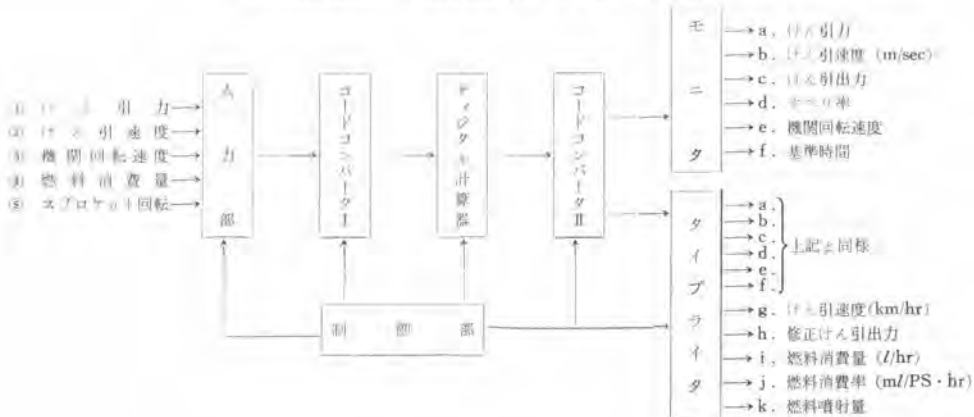 ① けん引力
② けん引速度
③ 機関回転速度
④ 燃料消費量
⑤ スプロケット回転
入力部
コードコンバータI
ディジタル計算器
コードコンバータII
制御部
モニタ
a. けん引力
b. けん引速度 (m/sec)
c. けん引出力
d. すべり率
e. 機関回転速度
f. 基準時間
タイプライタ
a.
b.
c.
d.
e.
f.
上記と同様
g. けん引速度(km/hr)
h. 修正けん引出力
i. 燃料消費量 (l/hr)
j. 燃料消費率 (ml/PS・hr)
k. 燃料噴射量